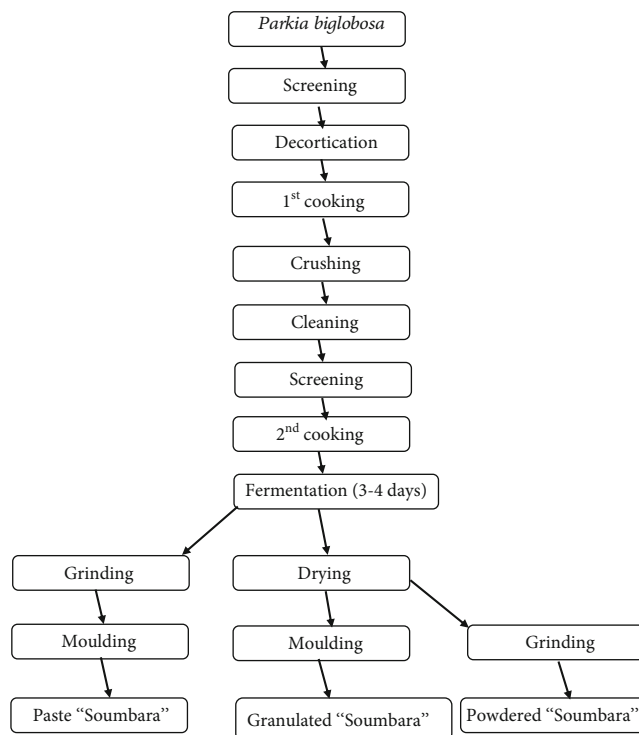 Parkia biglobosa
Screening
Decortication
1st cooking
Crushing
Cleaning
Screening
2nd cooking
Fermentation (3-4 days)
Grinding
Drying
Moulding
Moulding
Grinding
Paste “Soumbara”
Granulated “Soumbara”
Powdered “Soumbara”